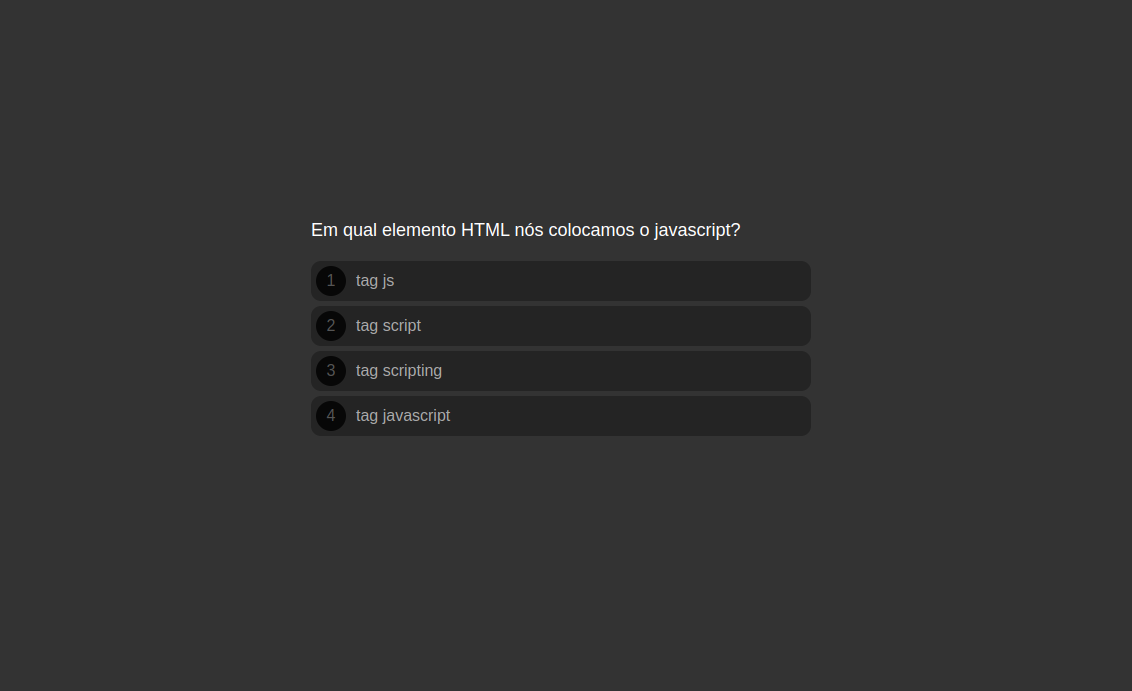 Em qual elemento HTML nós colocamos o javascript?
1 tag js
2 tag script
3 tag scripting
4 tag javascript